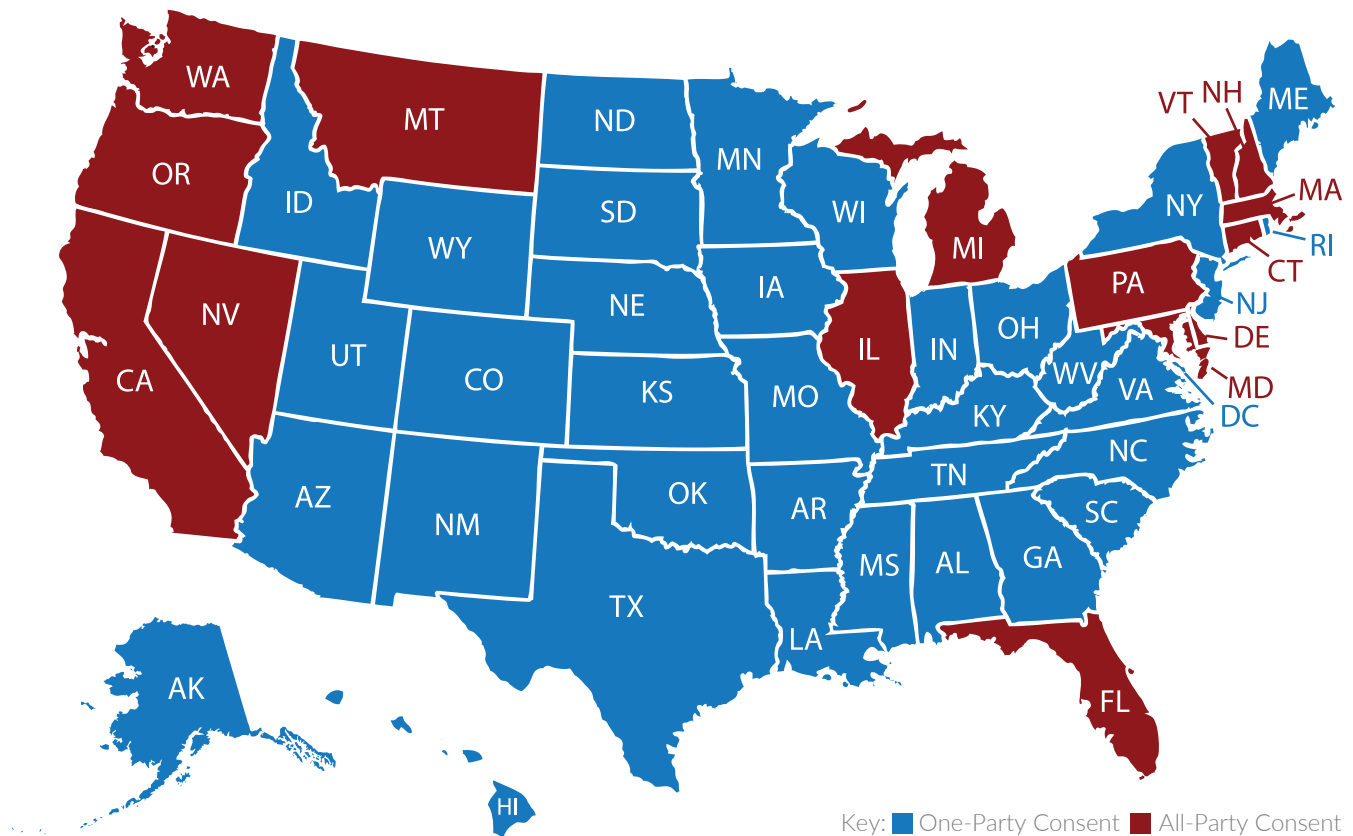 WA
MT
ND
MN
VT
NH
ME
OR
ID
SD
WI
NY
MA
WY
MI
RI
CT
IA
PA
NE
NJ
NV
OH
DE
UT
IL
IN
CA
CO
WV
MD
KS
MO
VA
DC
KY
NC
TN
AZ
OK
AR
SC
NM
MS
AL
GA
TX
LA
AK
FL
HI
Key: One-Party Consent All-Party Consent